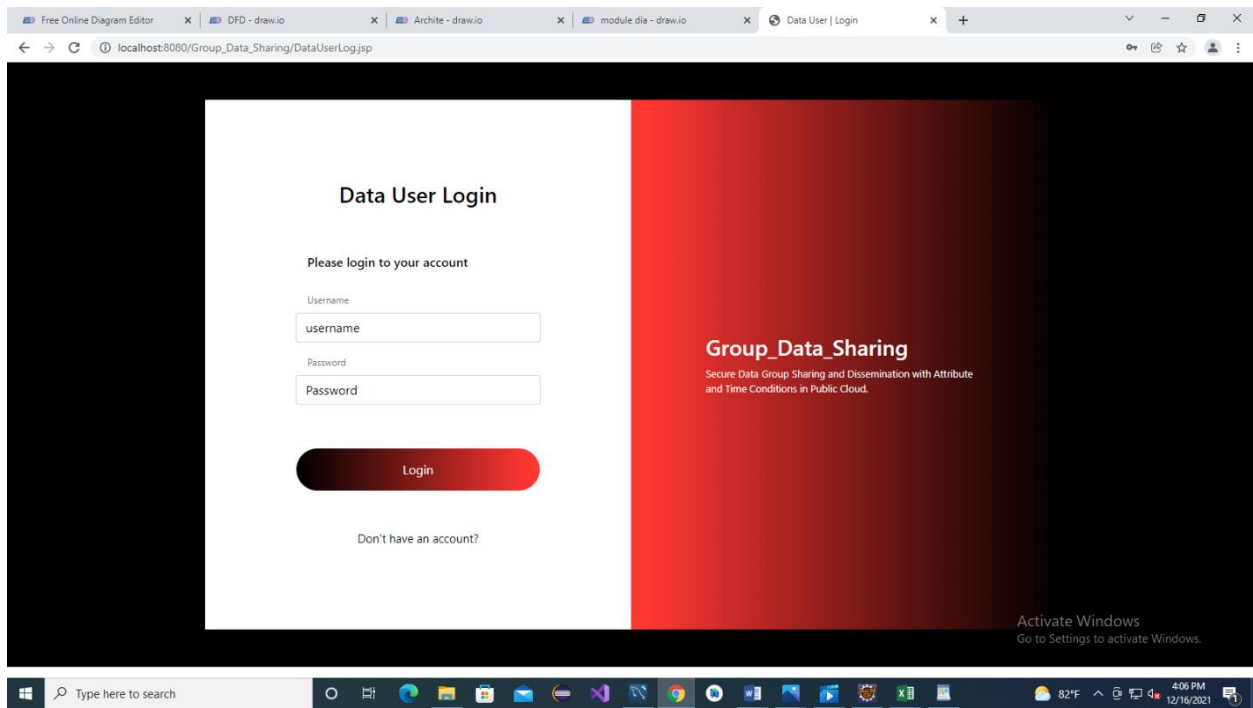 Free Online Diagram Editor
DFD - draw.io
Archite - draw.io
module dia - draw.io
Data User | Login
localhost:8080/Group_Data_Sharing/DataUserLog.jsp
Data User Login
Please login to your account
Username
username
Password
Password
Login
Don't have an account?
Group_Data_Sharing
Secure Data Group Sharing and Dissemination with Attribute
and Time Conditions in Public Cloud.
Activate Windows
Go to Settings to activate Windows.
Type here to search
82°F
4:06 PM
12/16/2021